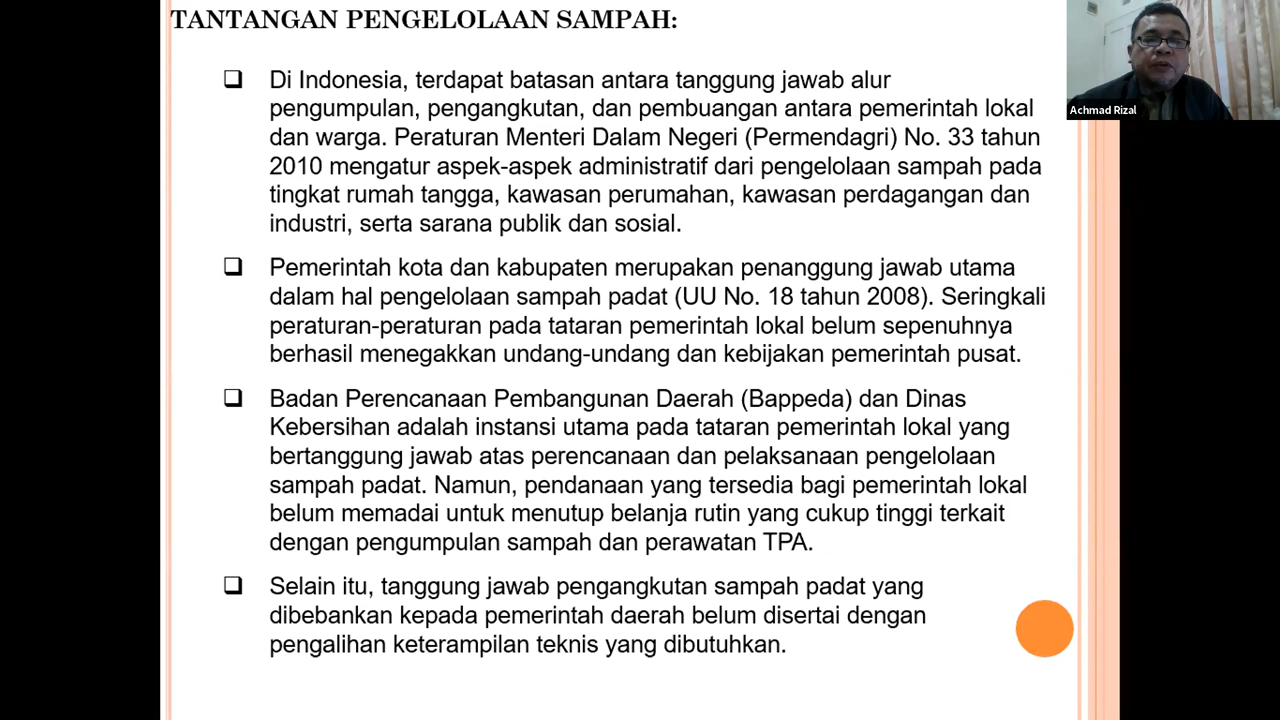 TANTANGAN PENGELOLAAN SAMPAH:
Di Indonesia, terdapat batasan antara tanggung jawab alur
pengumpulan, pengangkutan, dan pembuangan antara pemerintah lokal
dan warga. Peraturan Menteri Dalam Negeri (Permendagri) No. 33 tahun
2010 mengatur aspek-aspek administratif dari pengelolaan sampah pada
tingkat rumah tangga, kawasan perumahan, kawasan perdagangan dan
industri, serta sarana publik dan sosial.
Pemerintah kota dan kabupaten merupakan penanggung jawab utama
dalam hal pengelolaan sampah padat (UU No. 18 tahun 2008). Seringkali
peraturan-peraturan pada tataran pemerintah lokal belum sepenuhnya
berhasil menegakkan undang-undang dan kebijakan pemerintah pusat.
Badan Perencanaan Pembangunan Daerah (Bappeda) dan Dinas
Kebersihan adalah instansi utama pada tataran pemerintah lokal yang
bertanggung jawab atas perencanaan dan pelaksanaan pengelolaan
sampah padat. Namun, pendanaan yang tersedia bagi pemerintah lokal
belum memadai untuk menutup belanja rutin yang cukup tinggi terkait
dengan pengumpulan sampah dan perawatan TPA.
Selain itu, tanggung jawab pengangkutan sampah padat yang
dibebankan kepada pemerintah daerah belum disertai dengan
pengalihan keterampilan teknis yang dibutuhkan.
Achmad Rizal